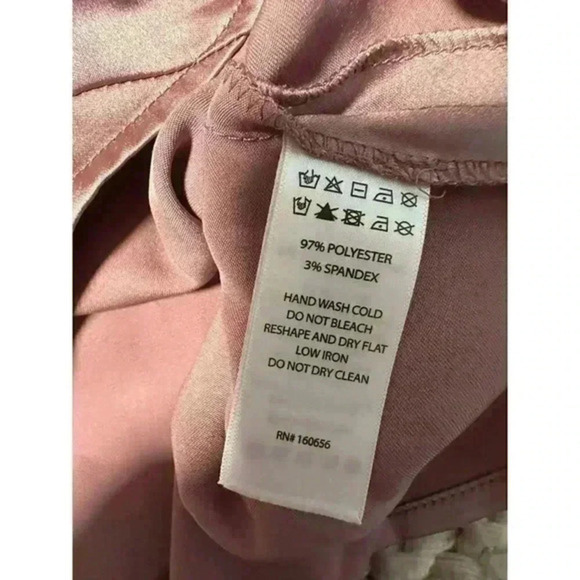 97% POLYESTER
3% SPANDEX
HAND WASH COLD
DO NOT BLEACH
RESHAPE AND DRY FLAT
LOW IRON
DO NOT DRY CLEAN
RN# 160656